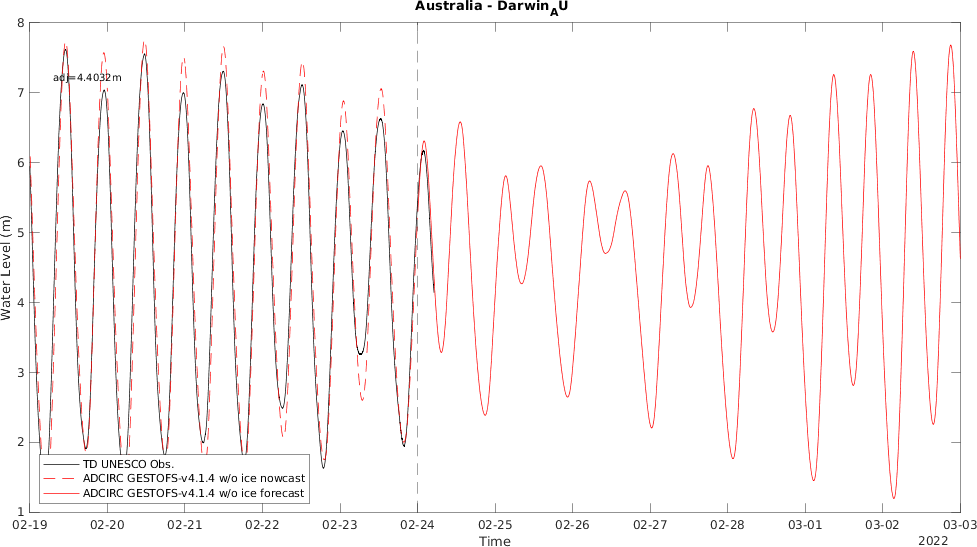 Australia - Darwin_AU
adj=4.4032m
8
7
6
5
4
3
2
1
Water Level (m)
TD UNESCO Obs.
ADCIRC GESTOFS-v4.1.4 w/o ice nowcast
ADCIRC GESTOFS-v4.1.4 w/o ice forecast
02-19 02-20 02-21 02-22 02-23 02-24 02-25 02-26 02-27 02-28 03-01 03-02 03-03
Time
2022